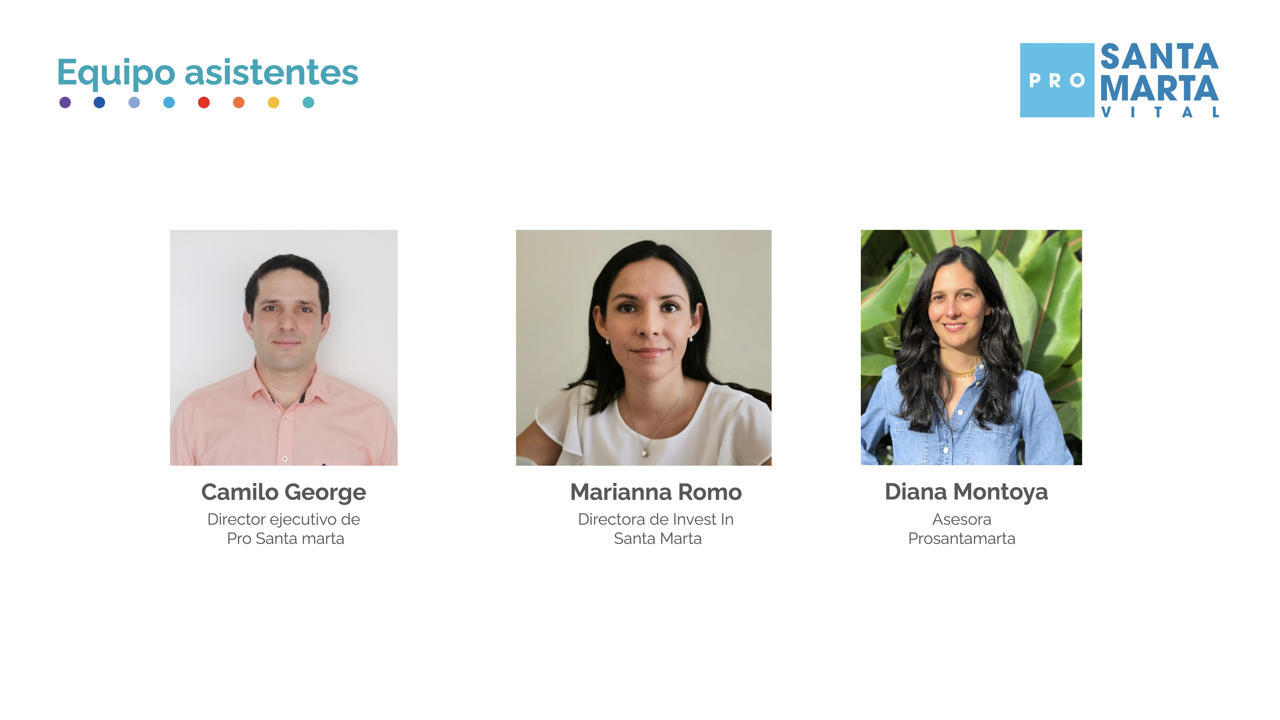 Equipo asistentes
PRO
SANTA
MARTA
VITAL
Camilo George
Director ejecutivo de
Pro Santa marta
Marianna Romo
Directora de Invest In
Santa Marta
Diana Montoya
Asesora
Prosantamarta